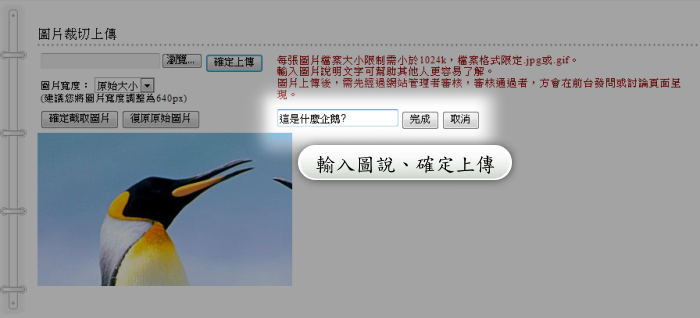 圖片裁切上傳
瀏覽... 確定上傳
每張圖片檔案大小限制需小於1024k，檔案格式限定.jpg或.gif。
輸入圖片說明文字可幫助其他人更容易了解。
圖片上傳後，需先經過網站管理者審核，審核通過者，方會在前台發問或討論頁面呈現。
圖片寬度： 原始大小
(建議您將圖片寬度調整為640px)
確定截取圖片 復原原始圖片
這是什麼企鵝? 完成 取消
輸入圖說、確定上傳